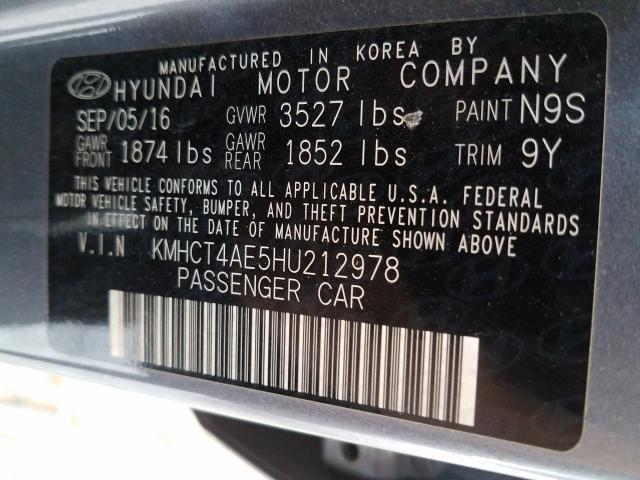 MANUFACTURED IN KOREA BY
HYUNDAI MOTOR COMPANY
SEP/05/16 GVWR 3527 lbs PAINT N9S
GAWR FRONT 1874 lbs GAWR REAR 1852 lbs TRIM 9Y
THIS VEHICLE CONFORMS TO ALL APPLICABLE U.S.A. FEDERAL
MOTOR VEHICLE SAFETY, BUMPER, AND THEFT PREVENTION STANDARDS
IN EFFECT ON THE DATE OF MANUFACTURE SHOWN ABOVE
V.I.N KMHCT4AE5HU212978
PASSENGER CAR